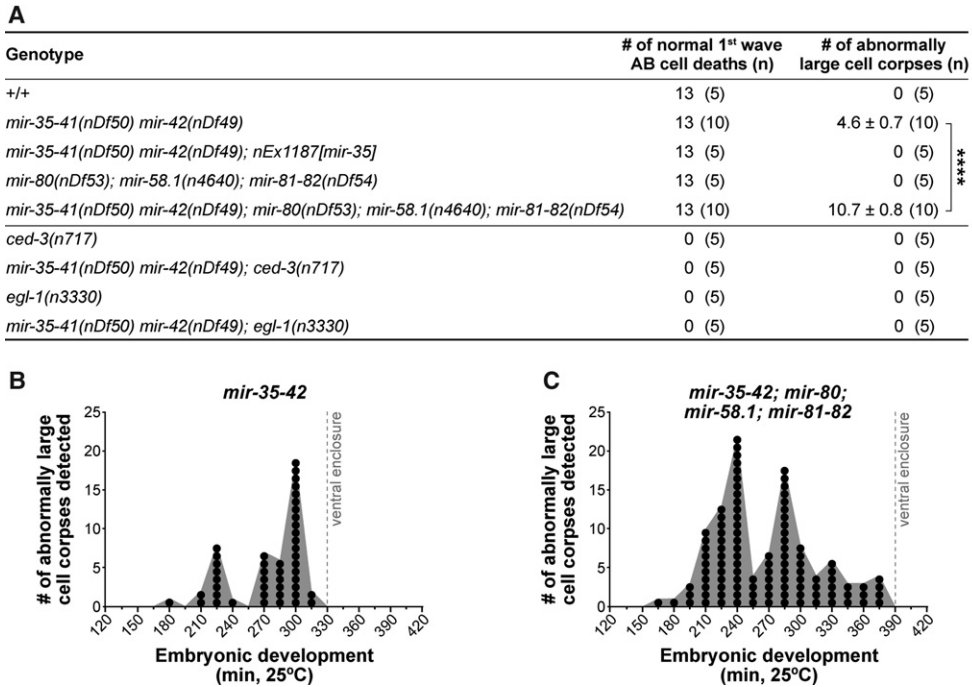 A
Genotype # of normal 1st wave AB cell deaths (n) # of abnormally large cell corpses (n)
+/+ 13 (5) 0 (5)
mir-35-41(nDf50) mir-42(nDf49) 13 (10) 4.6 ± 0.7 (10)
mir-35-41(nDf50) mir-42(nDf49); nEx1187[mir-35] 13 (5) 0 (5)
mir-80(nDf53); mir-58.1(n4640); mir-81-82(nDf54) 13 (5) 0 (5)
mir-35-41(nDf50) mir-42(nDf49); mir-80(nDf53); mir-58.1(n4640); mir-81-82(nDf54) 13 (10) 10.7 ± 0.8 (10)
****
ced-3(n717) 0 (5) 0 (5)
mir-35-41(nDf50) mir-42(nDf49); ced-3(n717) 0 (5) 0 (5)
egl-1(n3330) 0 (5) 0 (5)
mir-35-41(nDf50) mir-42(nDf49); egl-1(n3330) 0 (5) 0 (5)
B
mir-35-42
# of abnormally large
cell corpses detected
25
20
15
10
5
0
ventral enclosure
120 150 180 210 240 270 300 330 360 390 420
Embryonic development
(min, 25ºC)
C
mir-35-42; mir-80;
mir-58.1; mir-81-82
# of abnormally large
cell corpses detected
25
20
15
10
5
0
ventral enclosure
120 150 180 210 240 270 300 330 360 390 420
Embryonic development
(min, 25ºC)